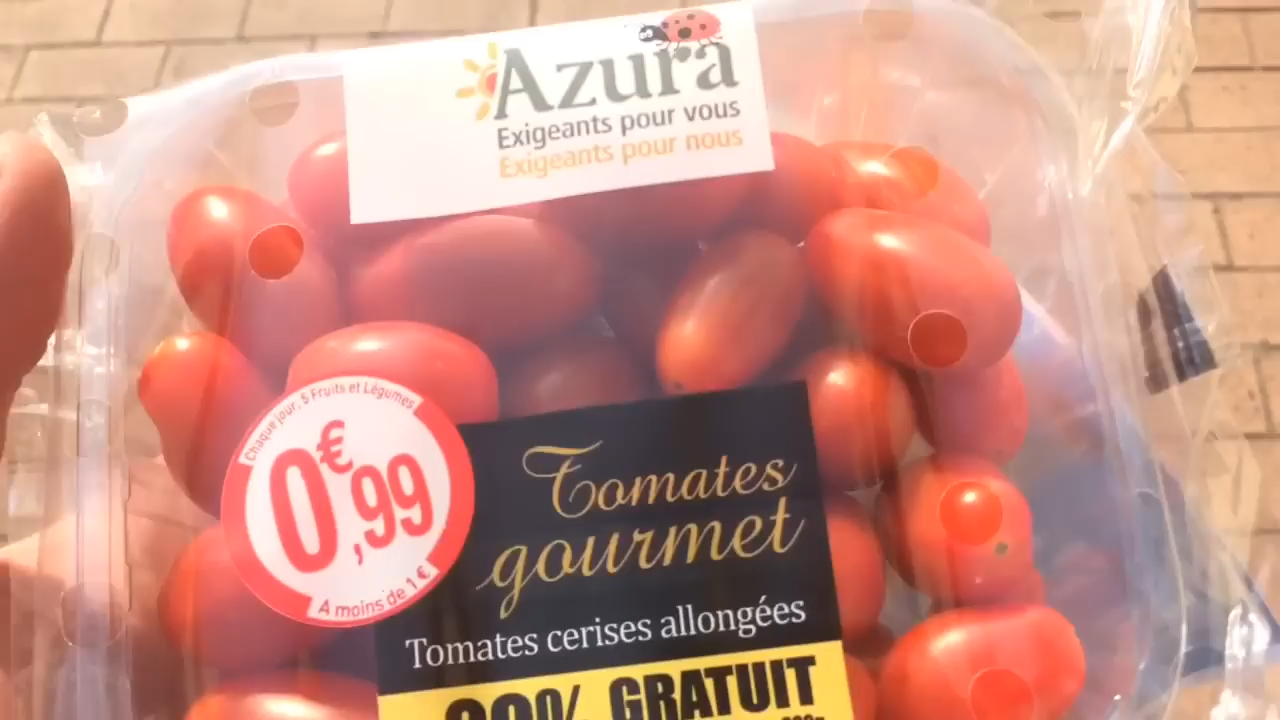 Azura
Exigeants pour vous
Exigeants pour nous
Chaque jour, 5 Fruits et Légumes
0€,99
A moins de 1 €
Tomates
gourmet
Tomates cerises allongées
GRATUIT